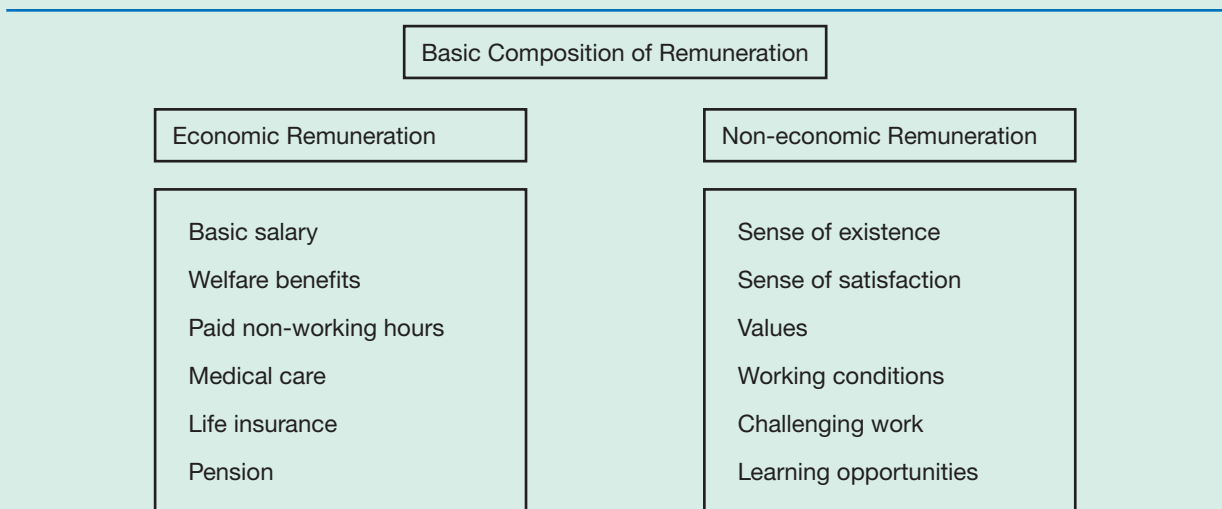 Basic Composition of Remuneration
Economic Remuneration
Basic salary
Welfare benefits
Paid non-working hours
Medical care
Life insurance
Pension
Non-economic Remuneration
Sense of existence
Sense of satisfaction
Values
Working conditions
Challenging work
Learning opportunities